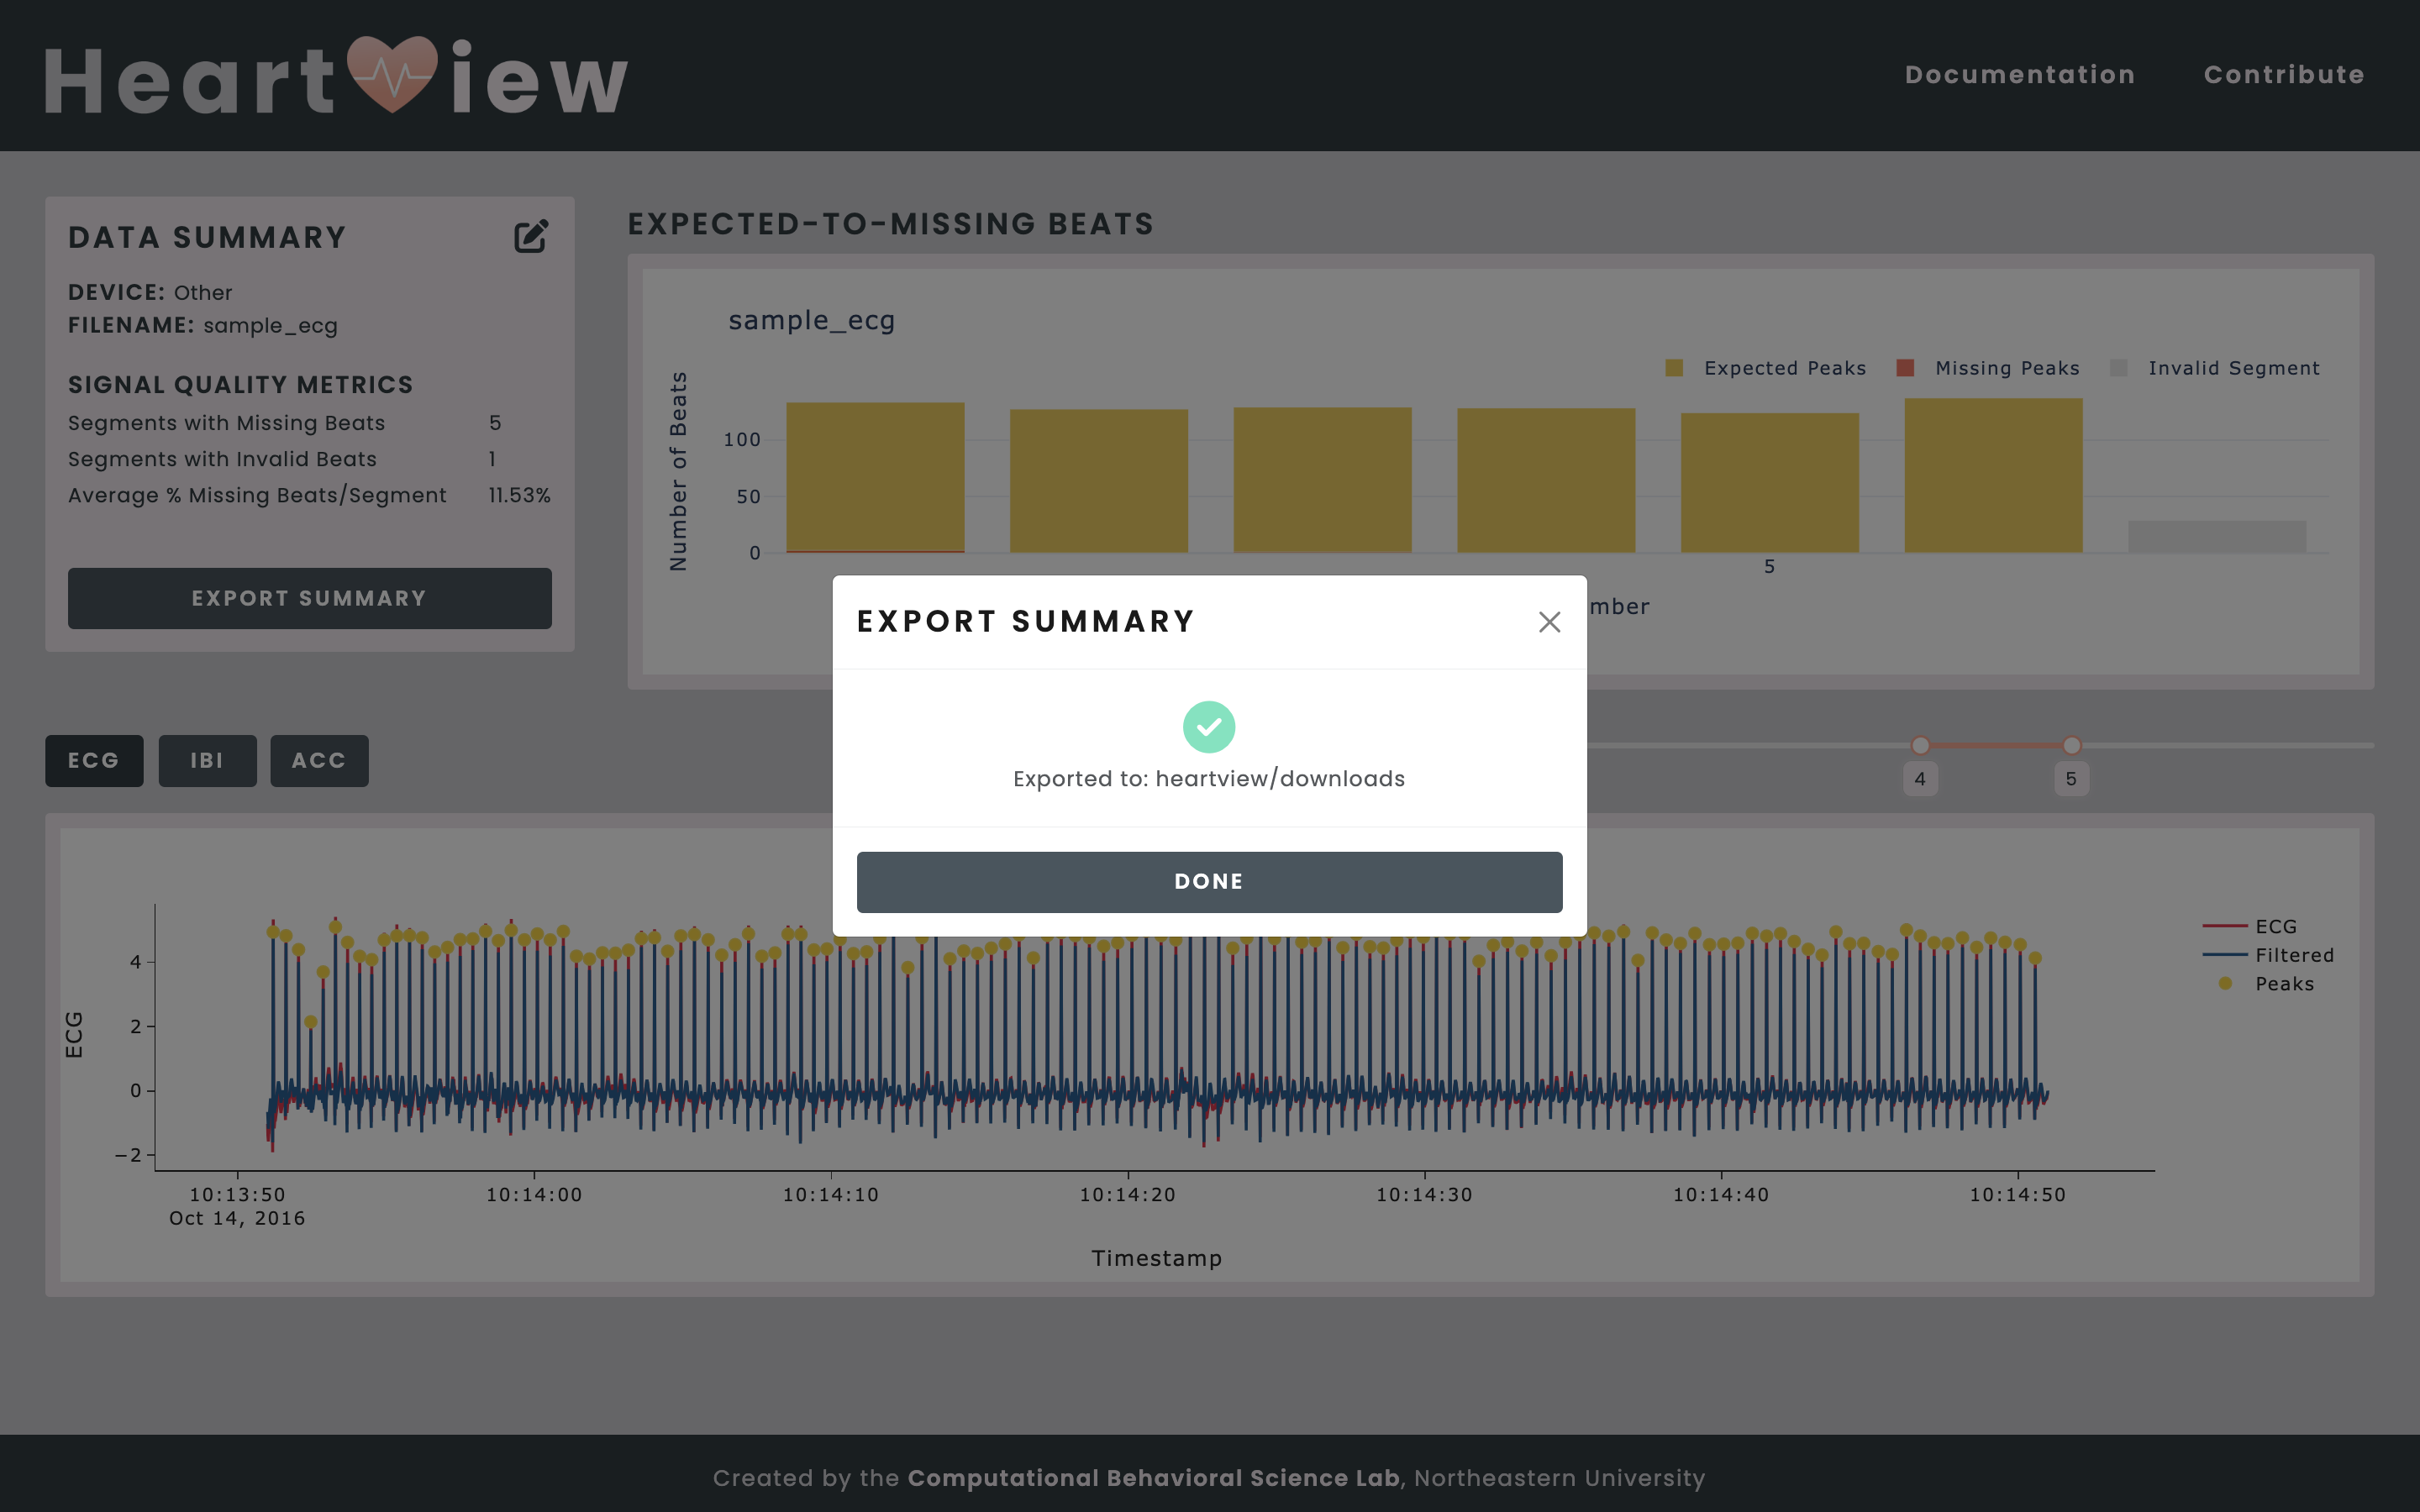 Heart iew
Documentation
Contribute
DATA SUMMARY
DEVICE: Other
FILENAME: sample_ecg
SIGNAL QUALITY METRICS
Segments with Missing Beats 5
Segments with Invalid Beats 1
Average % Missing Beats/Segment 11.53%
EXPORT SUMMARY
EXPECTED-TO-MISSING BEATS
sample_ecg
Expected Peaks
Missing Peaks
Invalid Segment
Number of Beats
100
50
0
5
mber
EXPORT SUMMARY
Exported to: heartview/downloads
DONE
ECG
IBI
ACC
4
5
ECG
Filtered
Peaks
ECG
4
2
0
−2
10:13:50
Oct 14, 2016
10:14:00
10:14:10
10:14:20
10:14:30
10:14:40
10:14:50
Timestamp
Created by the Computational Behavioral Science Lab, Northeastern University